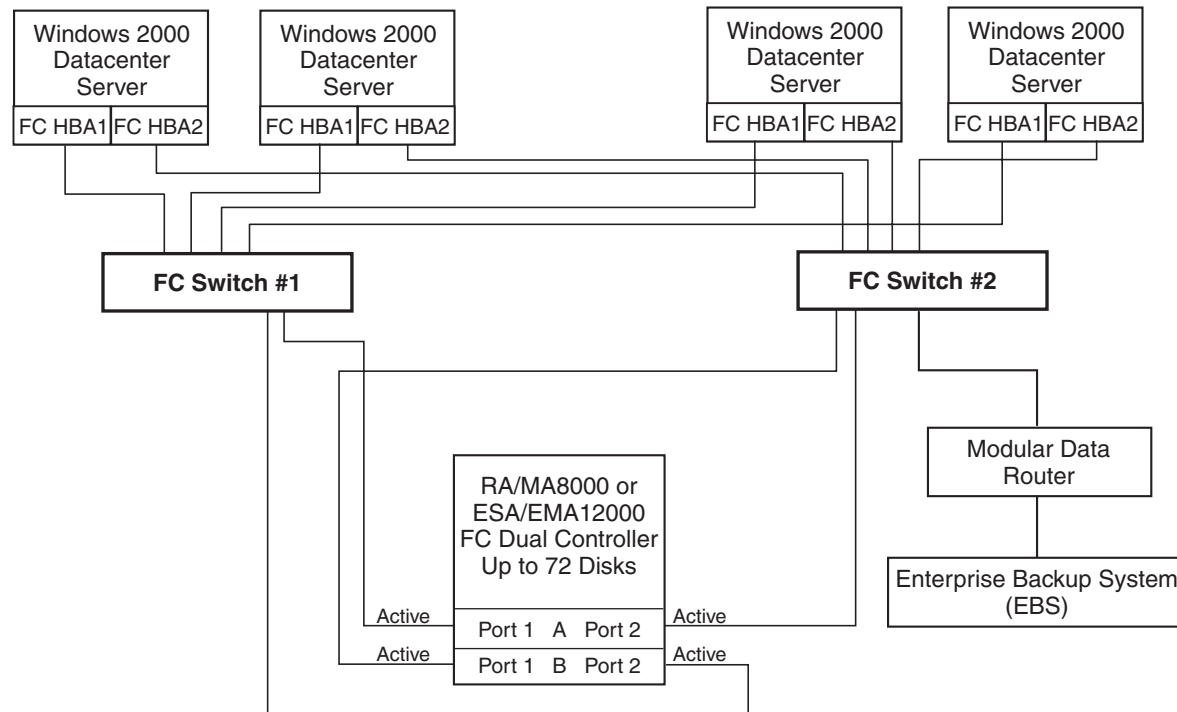 Windows 2000
Datacenter
Server
FC HBA1 FC HBA2
Windows 2000
Datacenter
Server
FC HBA1 FC HBA2
Windows 2000
Datacenter
Server
FC HBA1 FC HBA2
Windows 2000
Datacenter
Server
FC HBA1 FC HBA2
FC Switch #1
FC Switch #2
Modular Data
Router
Enterprise Backup System
(EBS)
RA/MA8000 or
ESA/EMA12000
FC Dual Controller
Up to 72 Disks
Active
Port 1 A Port 2
Active
Active
Port 1 B Port 2
Active